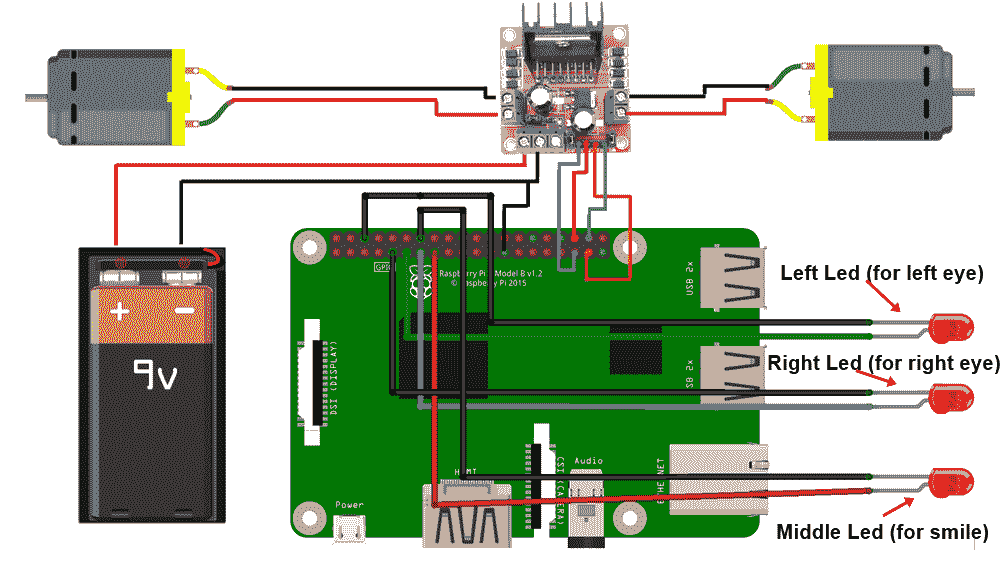 GPIO
Raspberry Pi 3 Model B v1.2
© Raspberry Pi 2015
USB 2x
Left Led (for left eye)
+ −
9v
DSI (DISPLAY)
USB 2x
Right Led (for right eye)
Audio
HDMI
CSI (CAMERA)
ETHERNET
Power
Middle Led (for smile)